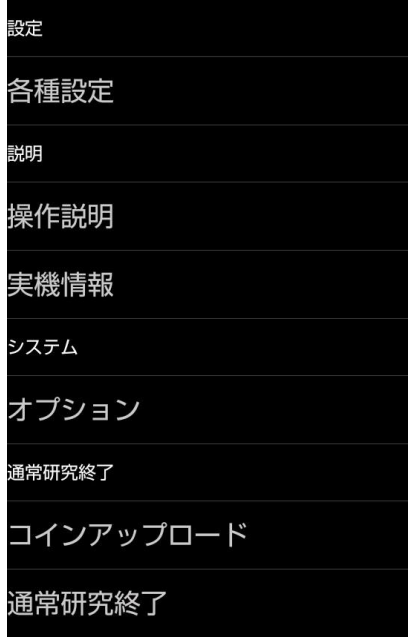 設定
各種設定
説明
操作説明
実機情報
システム
オプション
通常研究終了
コインアップロード
通常研究終了